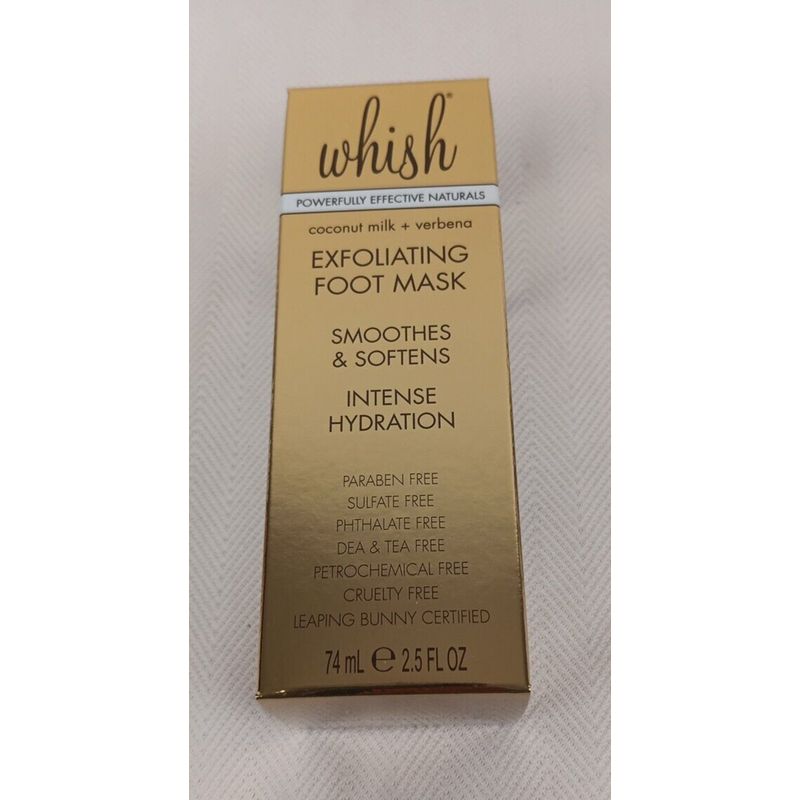 whish®
POWERFULLY EFFECTIVE NATURALS
coconut milk + verbena
EXFOLIATING
FOOT MASK
SMOOTHES
& SOFTENS
INTENSE
HYDRATION
PARABEN FREE
SULFATE FREE
PHTHALATE FREE
DEA & TEA FREE
PETROCHEMICAL FREE
CRUELTY FREE
LEAPING BUNNY CERTIFIED
74 mL ℮ 2.5 FL OZ